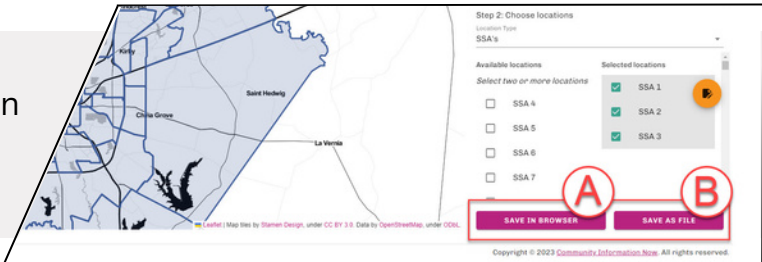 n
Kirby
China Grove
Saint Hedwig
La Vernia
Leaflet | Map tiles by Stamen Design, under CC BY 3.0. Data by OpenStreetMap, under ODbL.
Step 2: Choose locations
Location Type
SSA's
Available locations
Select two or more locations
SSA 4
SSA 5
SSA 6
SSA 7
Selected locations
SSA 1
SSA 2
SSA 3
A
B
SAVE IN BROWSER
SAVE AS FILE
Copyright © 2023 Community Information Now. All rights reserved.